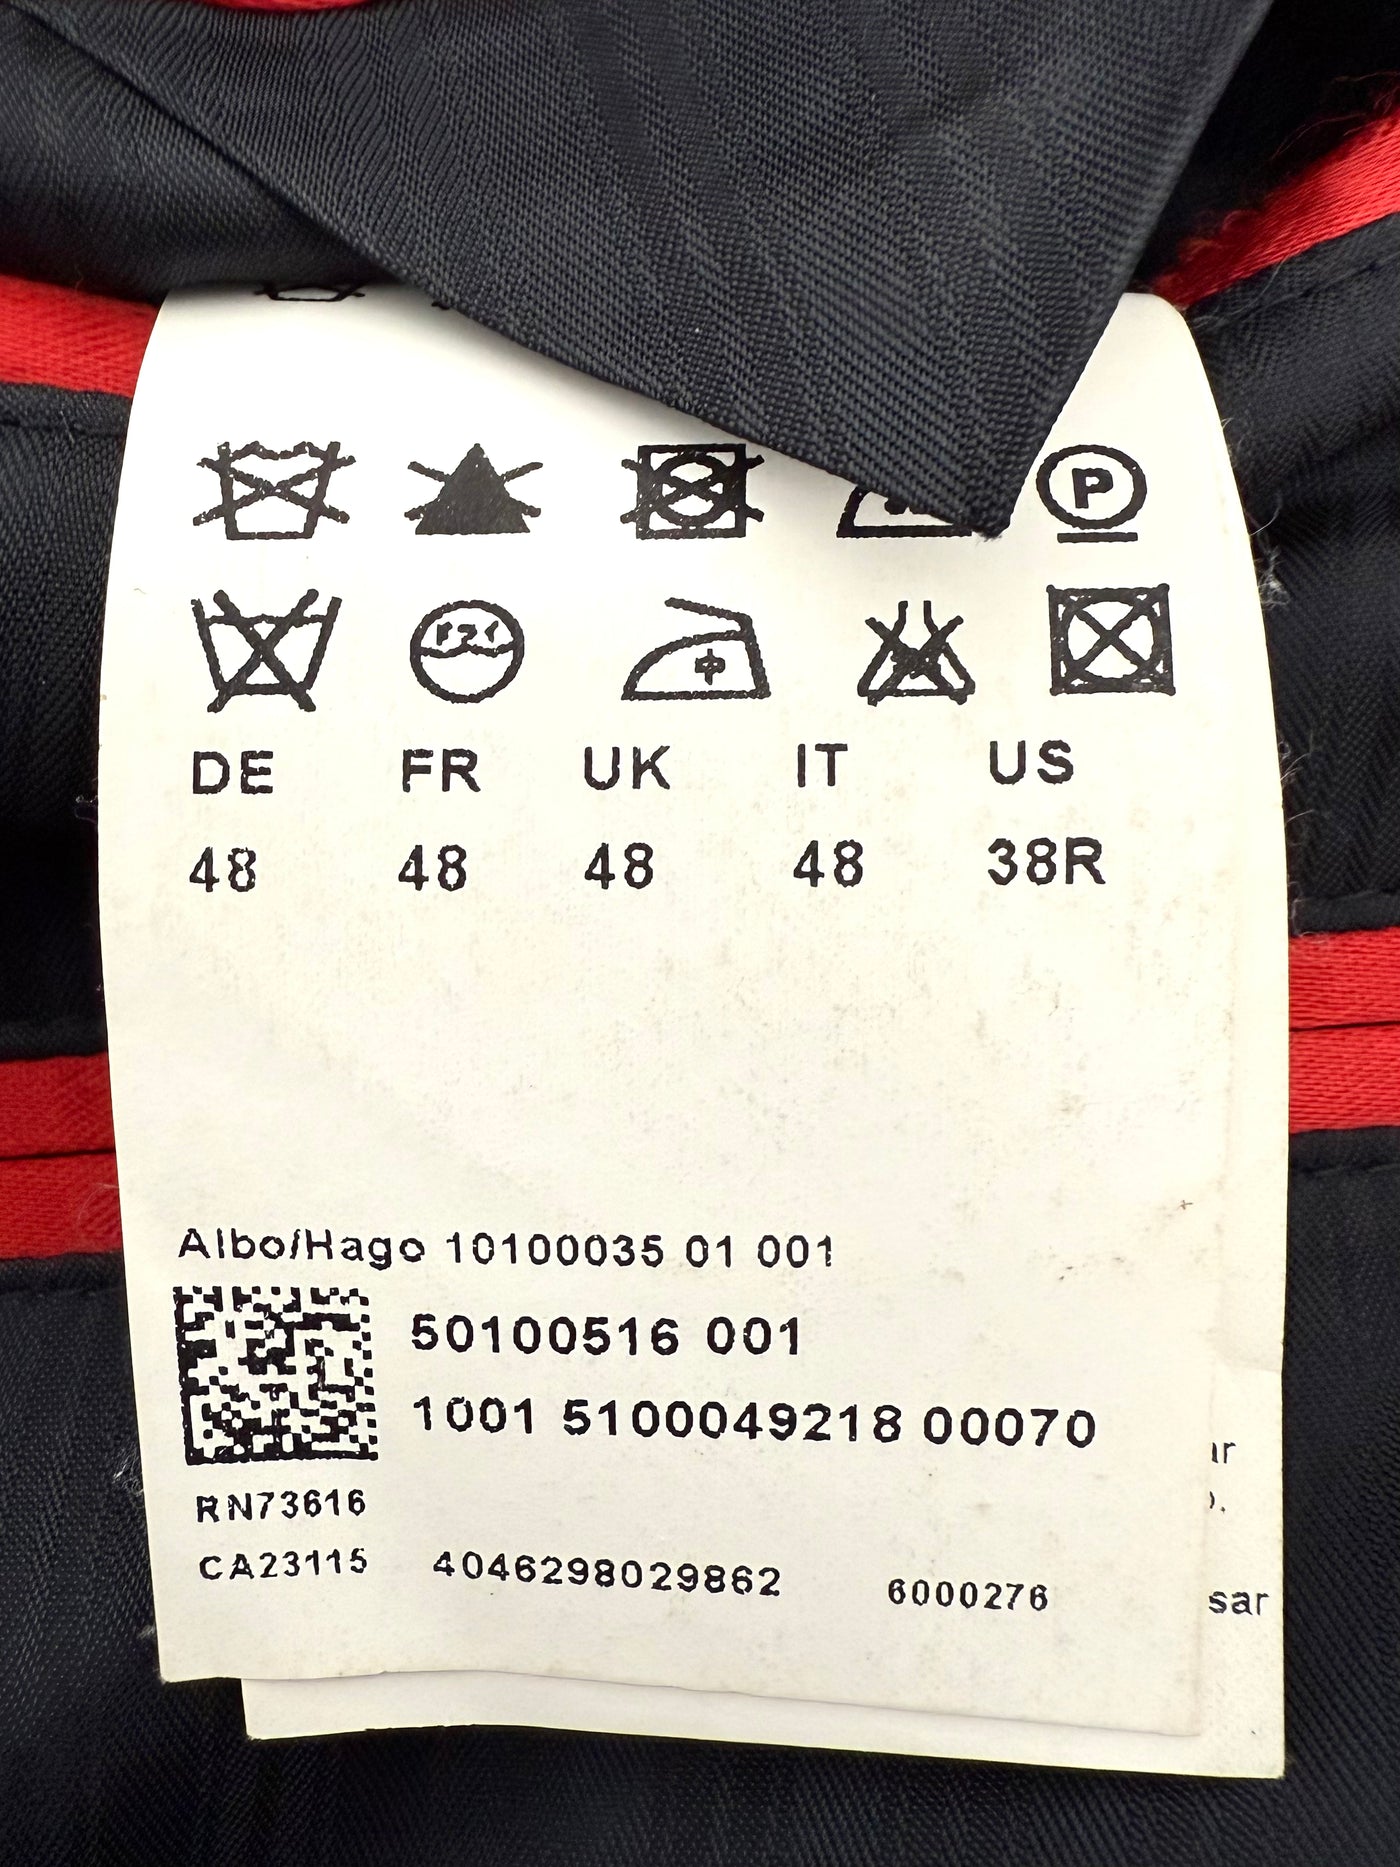 P
DE FR UK IT US
48 48 48 48 38R
Albo/Hago 10100035 01 001
50100516 001
1001 5100049218 00070
RN73616
CA23115 4046298029862 6000276
sar